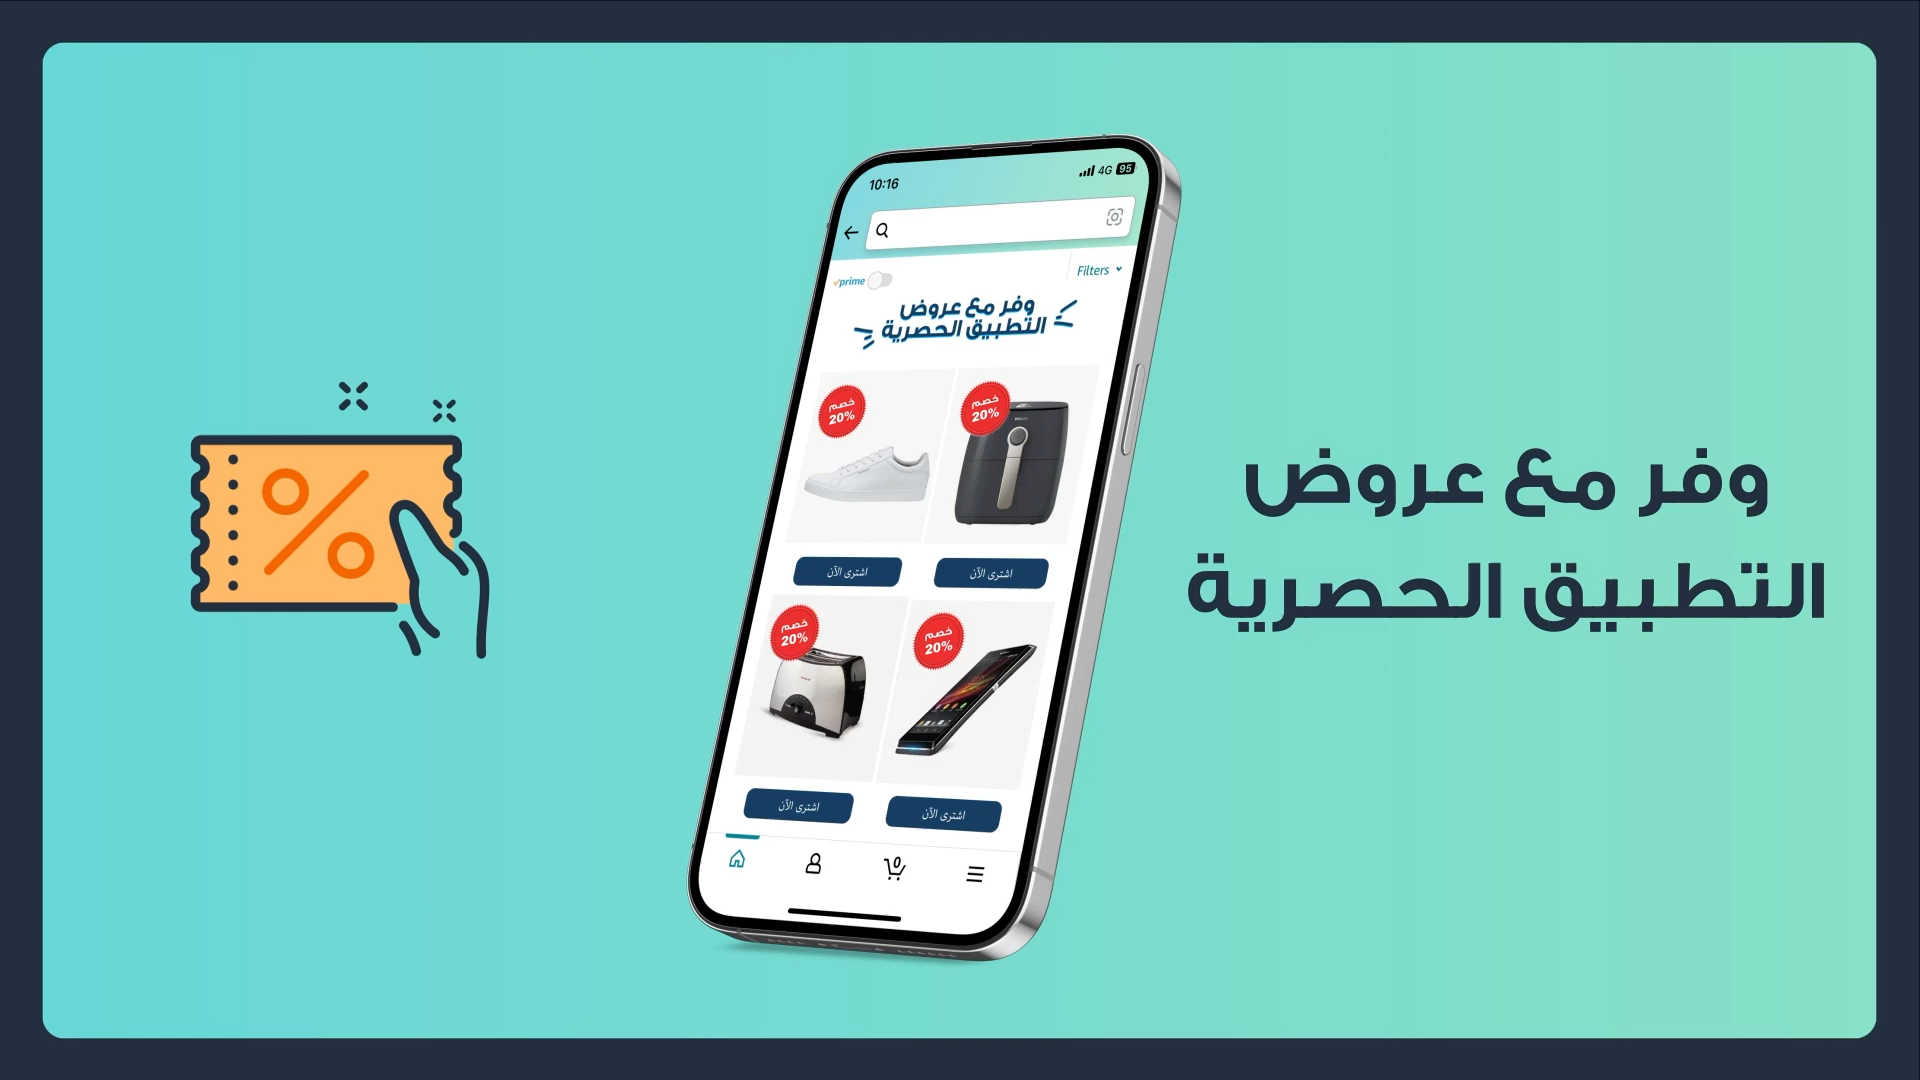 10:16
4G 95
prime
Filters
وفر مع عروض
التطبيق الحصرية
خصم
20%
خصم
20%
اشترى الآن
اشترى الآن
خصم
20%
خصم
20%
اشترى الآن
اشترى الآن
0
وفر مع عروض
التطبيق الحصرية